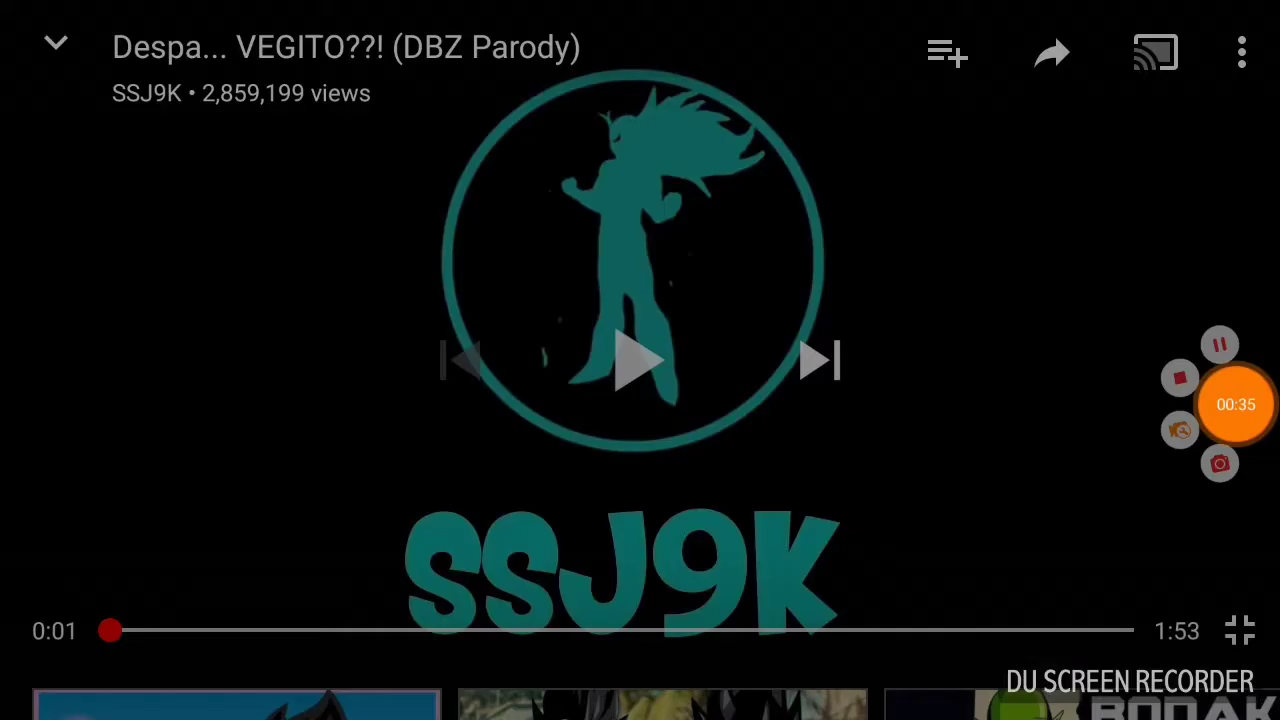 Despa... VEGITO??! (DBZ Parody)
SSJ9K • 2,859,199 views
00:35
SSJ9K
0:01
1:53
DU SCREEN RECORDER
BODAK